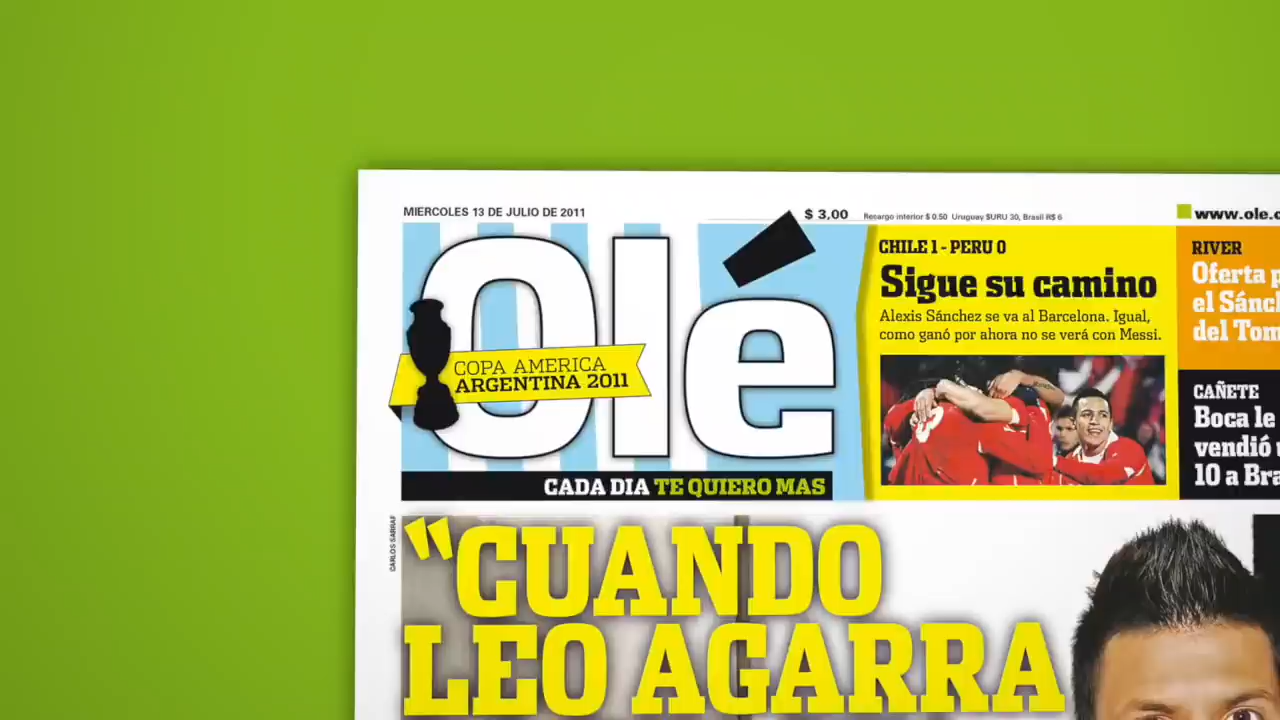 MIERCOLES 13 DE JULIO DE 2011
$ 3,00 Recargo interior $ 0.50 Uruguay $URU 30, Brasil R$ 6
www.ole.c
Olé
COPA AMERICA
ARGENTINA 2011
CADA DIA TE QUIERO MAS
CHILE 1 - PERU 0
Sigue su camino
Alexis Sánchez se va al Barcelona. Igual,
como ganó por ahora no se verá con Messi.
RIVER
Oferta p
el Sánc
del Tom
CAÑETE
Boca le
vendió
10 a Bra
CARLOS SARRAF
“CUANDO
LEO AGARRA